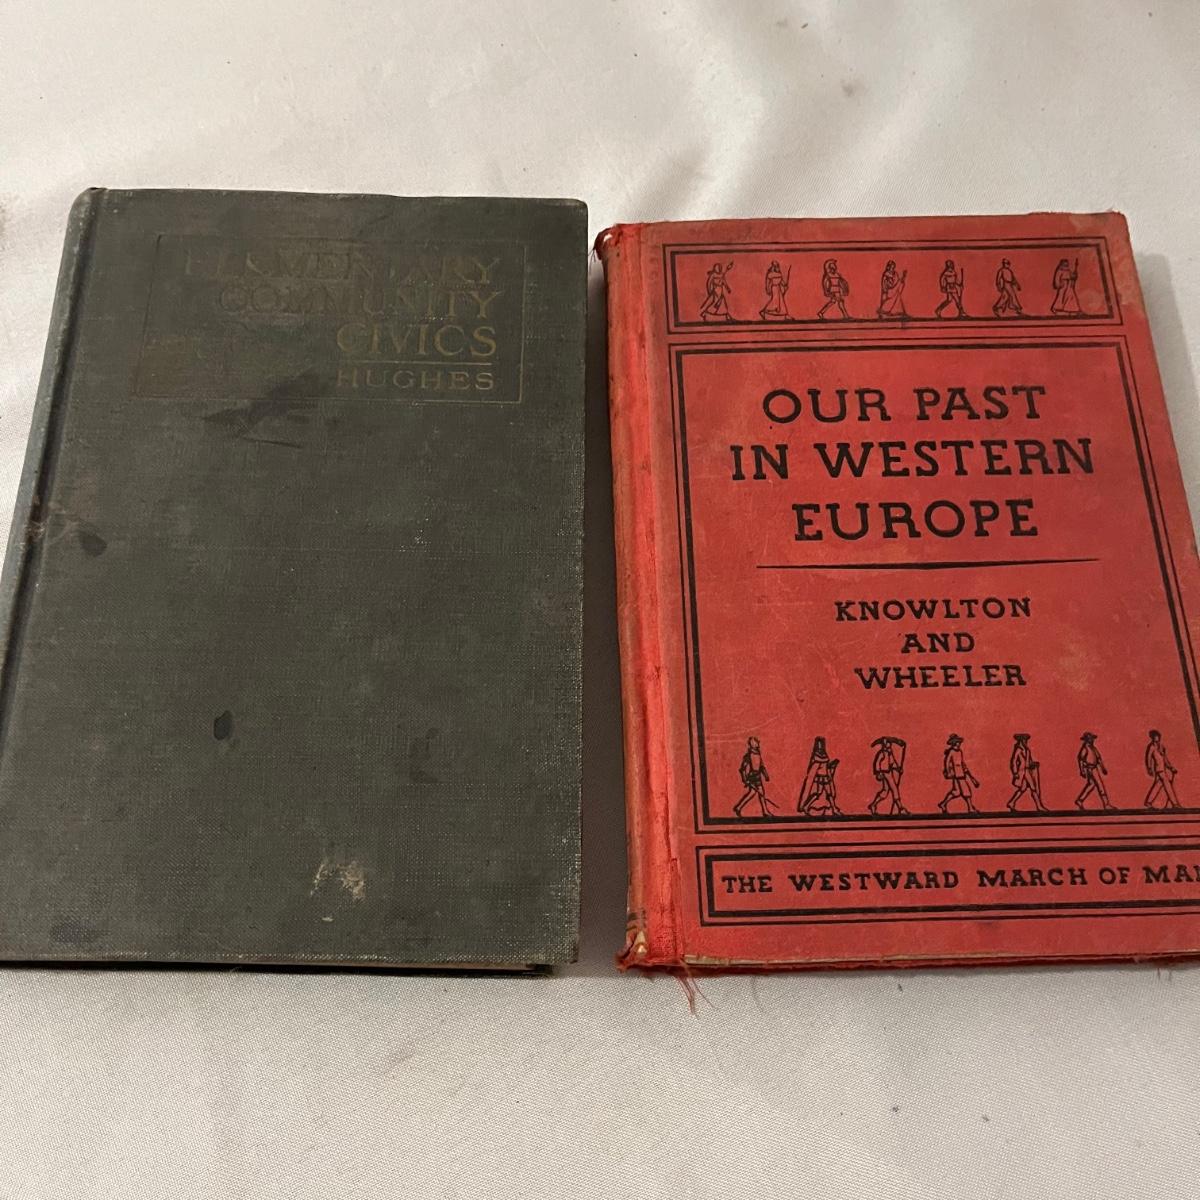 ELEMENTARY
COMMUNITY
CIVICS
HUGHES
OUR PAST
IN WESTERN
EUROPE
KNOWLTON
AND
WHEELER
THE WESTWARD MARCH OF MA